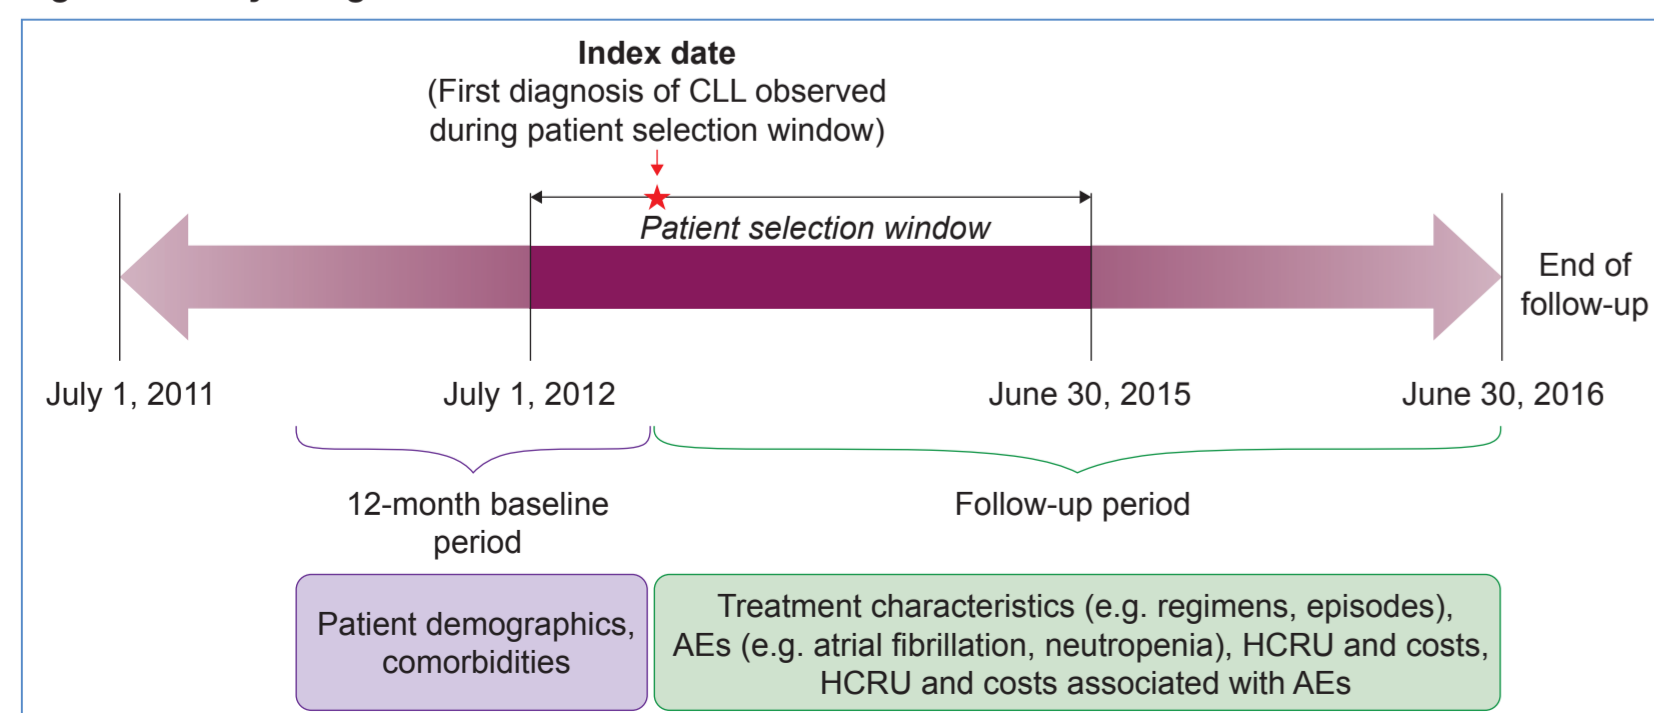 Index date
(First diagnosis of CLL observed
during patient selection window)
Patient selection window
End of
follow-up
July 1, 2011
July 1, 2012
June 30, 2015
June 30, 2016
12-month baseline
period
Follow-up period
Patient demographics,
comorbidities
Treatment characteristics (e.g. regimens, episodes),
AEs (e.g. atrial fibrillation, neutropenia), HCRU and costs,
HCRU and costs associated with AEs